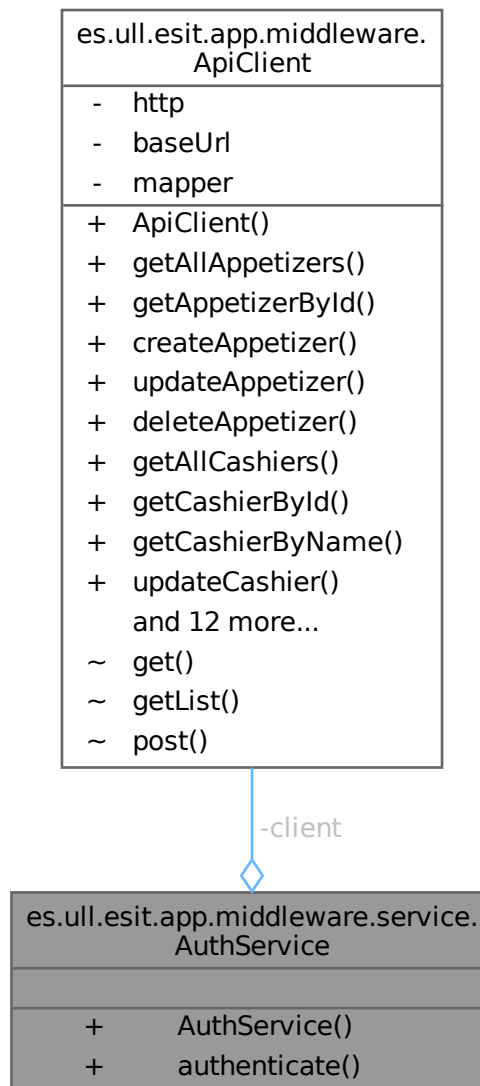 es.ull.esit.app.middleware.
ApiClient
- http
- baseUrl
- mapper
+ ApiClient()
+ getAllAppetizers()
+ getAppetizerById()
+ createAppetizer()
+ updateAppetizer()
+ deleteAppetizer()
+ getAllCashiers()
+ getCashierById()
+ getCashierByName()
+ updateCashier()
and 12 more...
~ get()
~ getList()
~ post()
-client
es.ull.esit.app.middleware.service.
AuthService
+ AuthService()
+ authenticate()